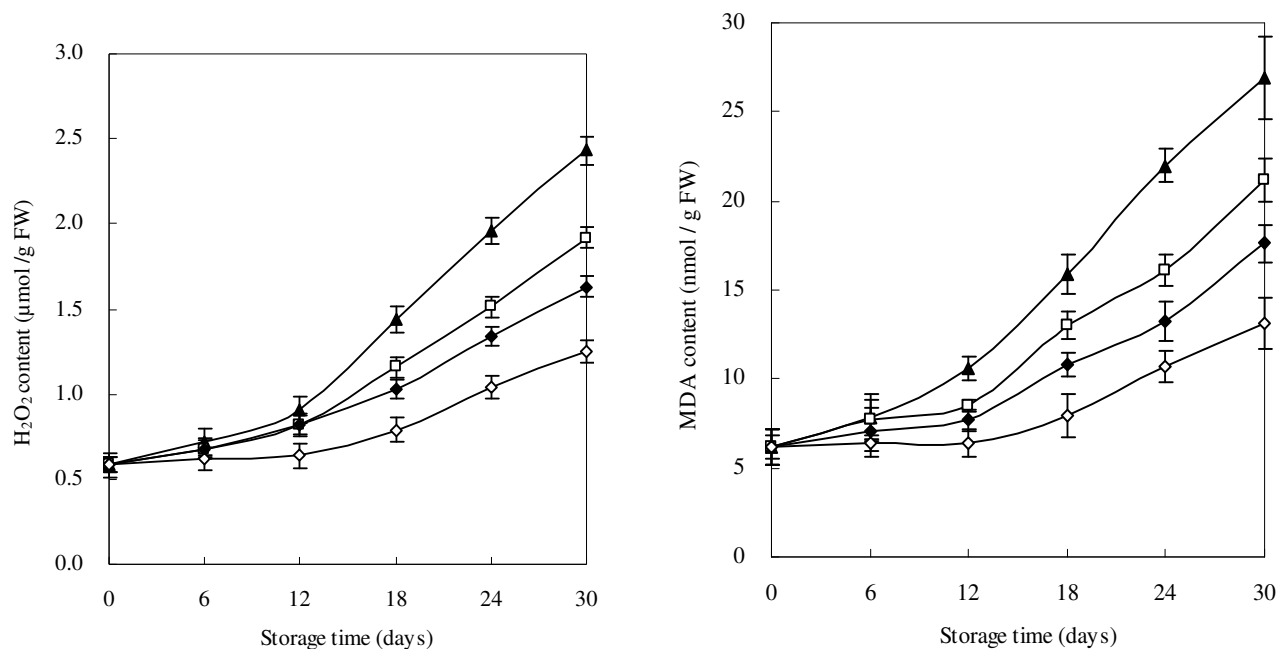 3.0
2.5
2.0
1.5
1.0
0.5
0.0
H₂O₂ content (μmol /g FW)
0 6 12 18 24 30
Storage time (days)
30
25
20
15
10
5
0
MDA content (nmol / g FW)
0 6 12 18 24 30
Storage time (days)